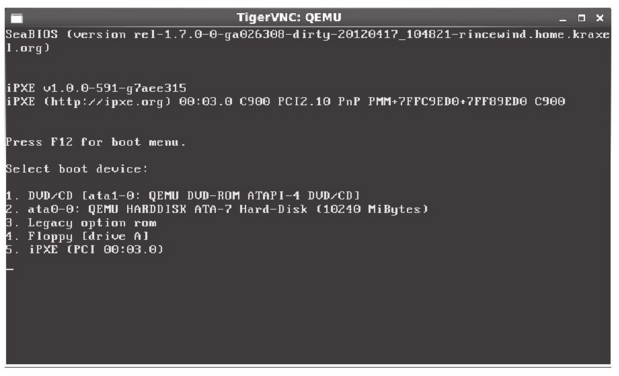 TigerVNC: QEMU
SeaBIOS (version rel-1.7.0-0-ga026308-dirty-20120417_104821-rincewind.home.kraxe
l.org)
iPXE v1.0.0-591-g7aee315
iPXE (http://ipxe.org) 00:03.0 C900 PCI2.10 PnP PMM+7FFC9ED0+7FF89ED0 C900
Press F12 for boot menu.
Select boot device:
1. DVD/CD [ata1-0: QEMU DVD-ROM ATAPI-4 DVD/CD]
2. ata0-0: QEMU HARDDISK ATA-7 Hard-Disk (10240 MiBytes)
3. Legacy option rom
4. Floppy [drive A]
5. iPXE (PCI 00:03.0)